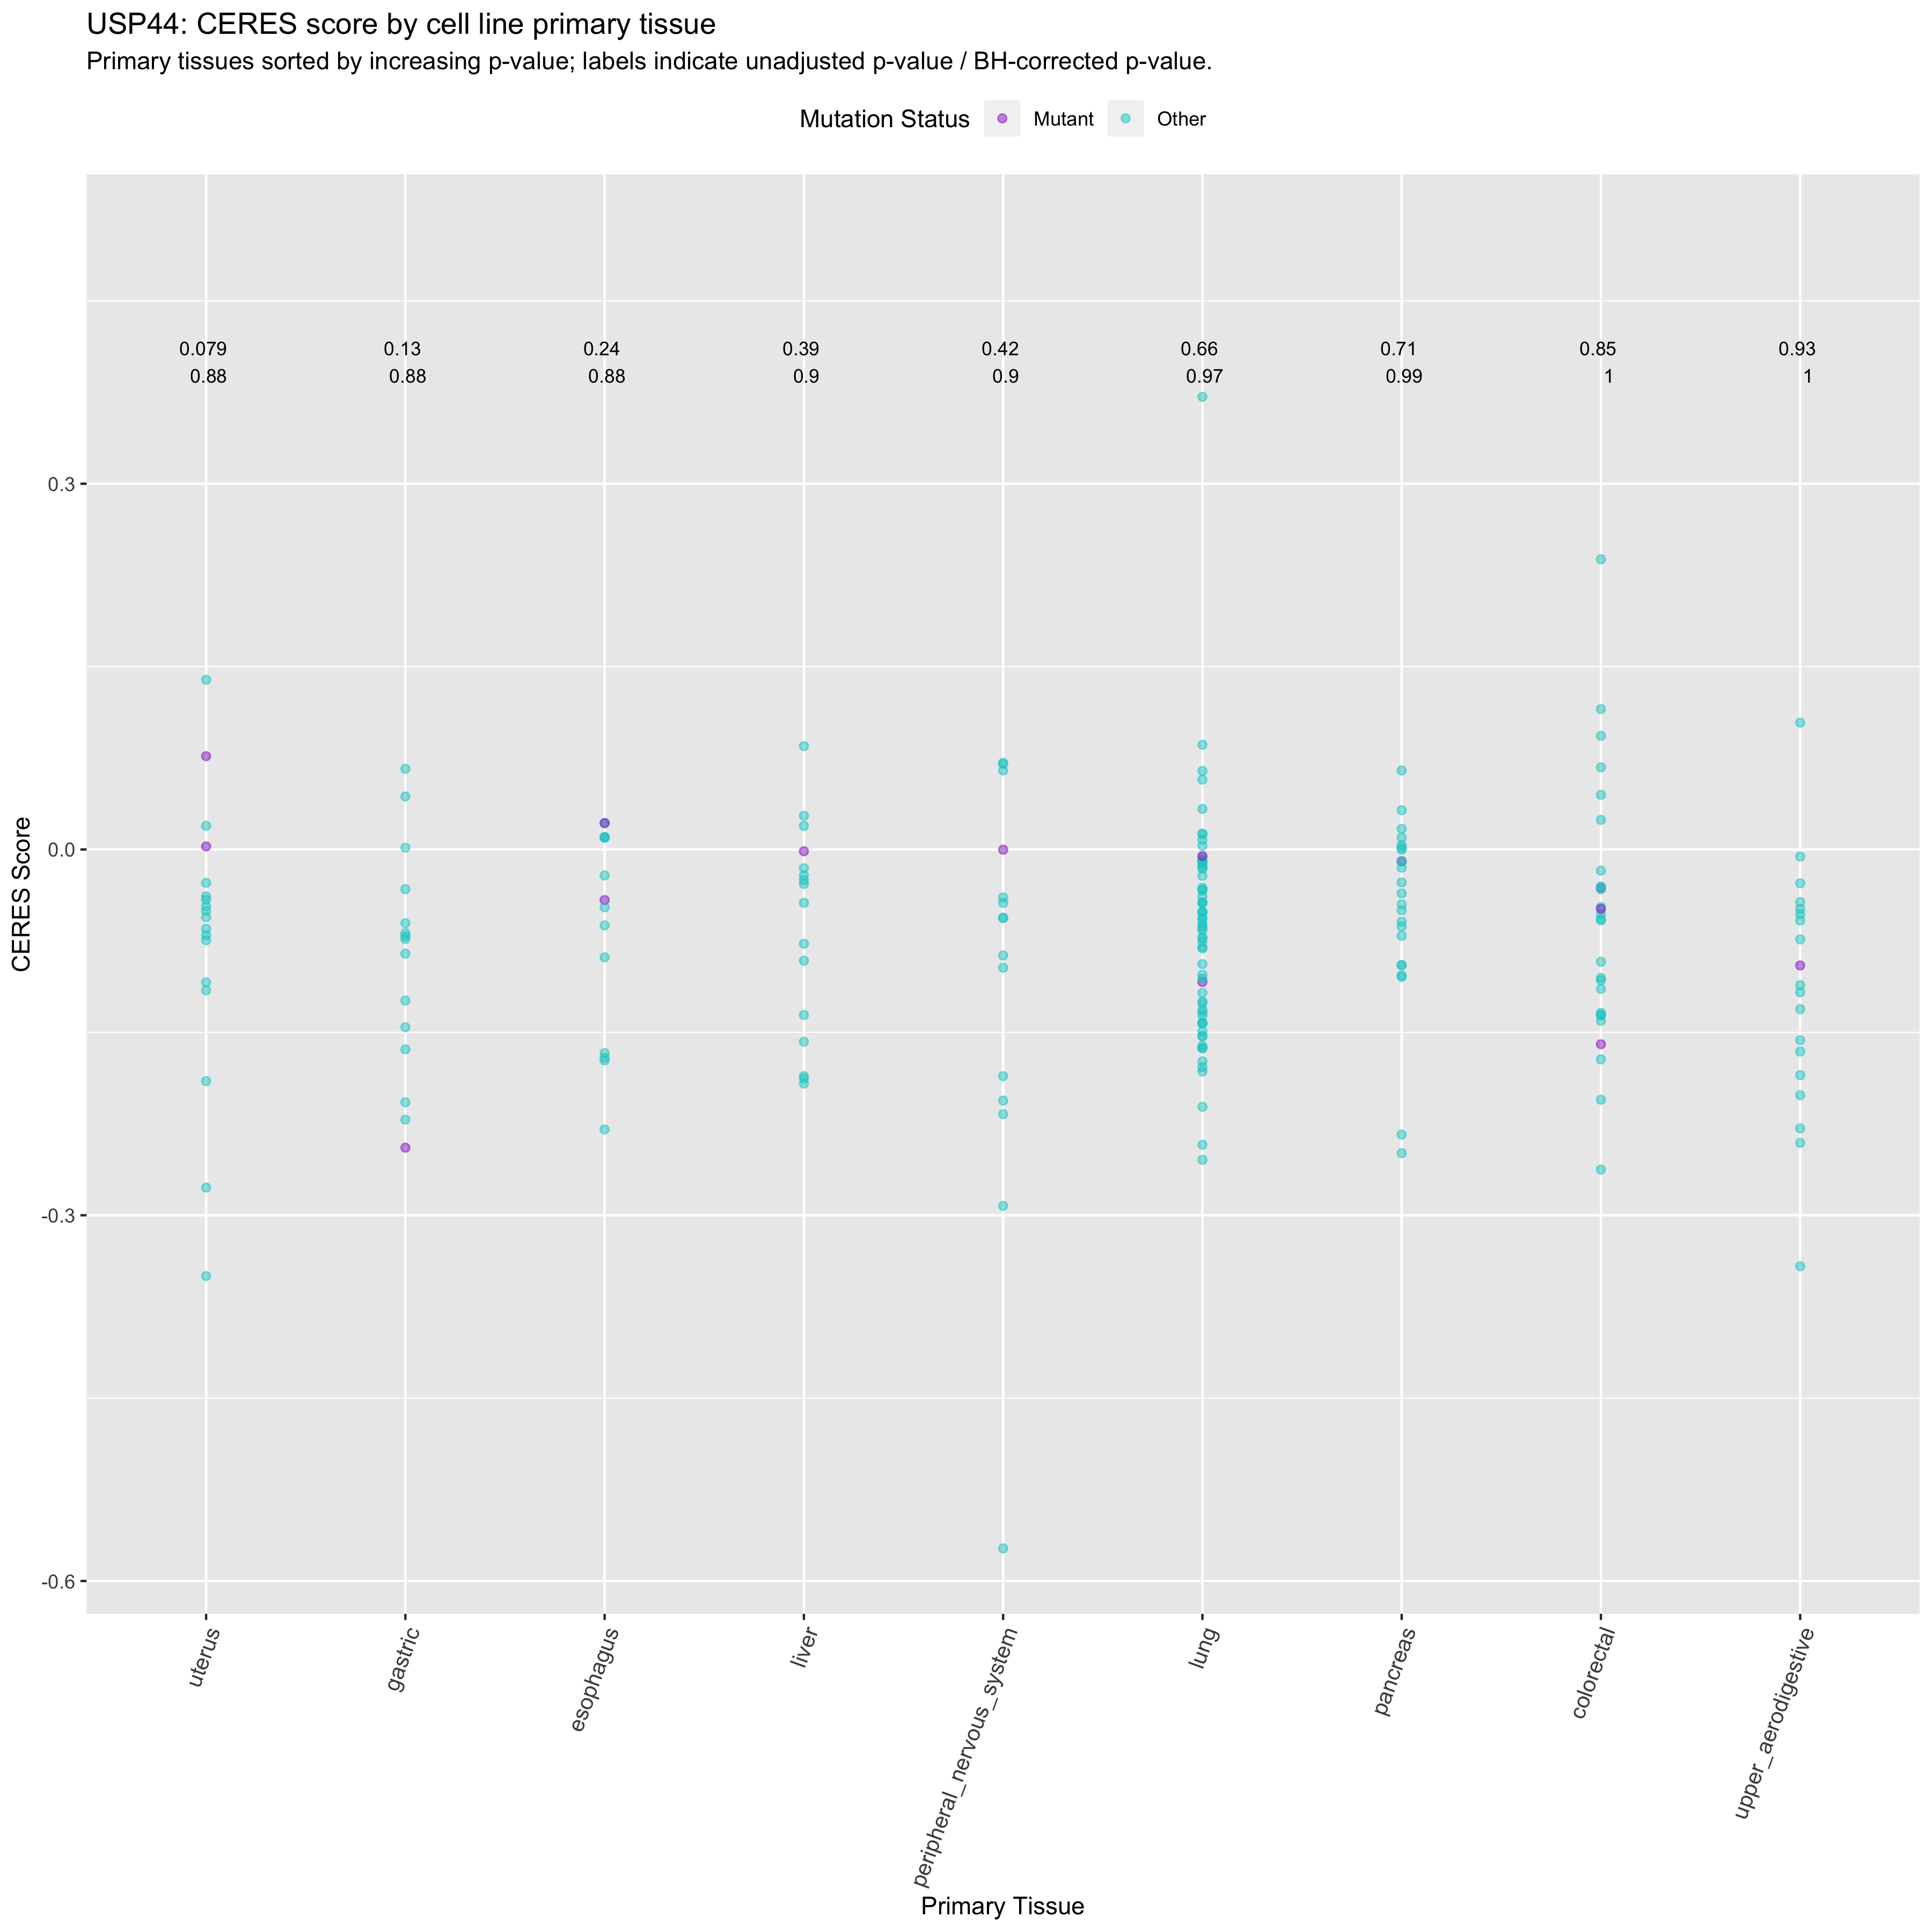 USP44: CERES score by cell line primary tissue
Primary tissues sorted by increasing p-value; labels indicate unadjusted p-value / BH-corrected p-value.
Mutation Status Mutant Other
0.079 0.13 0.24 0.39 0.42 0.66 0.71 0.85 0.93
0.88 0.88 0.88 0.9 0.9 0.97 0.99 1 1
0.3
0.0
-0.3
-0.6
CERES Score
uterus
gastric
esophagus
liver
peripheral_nervous_system
lung
pancreas
colorectal
upper_aerodigestive
Primary Tissue